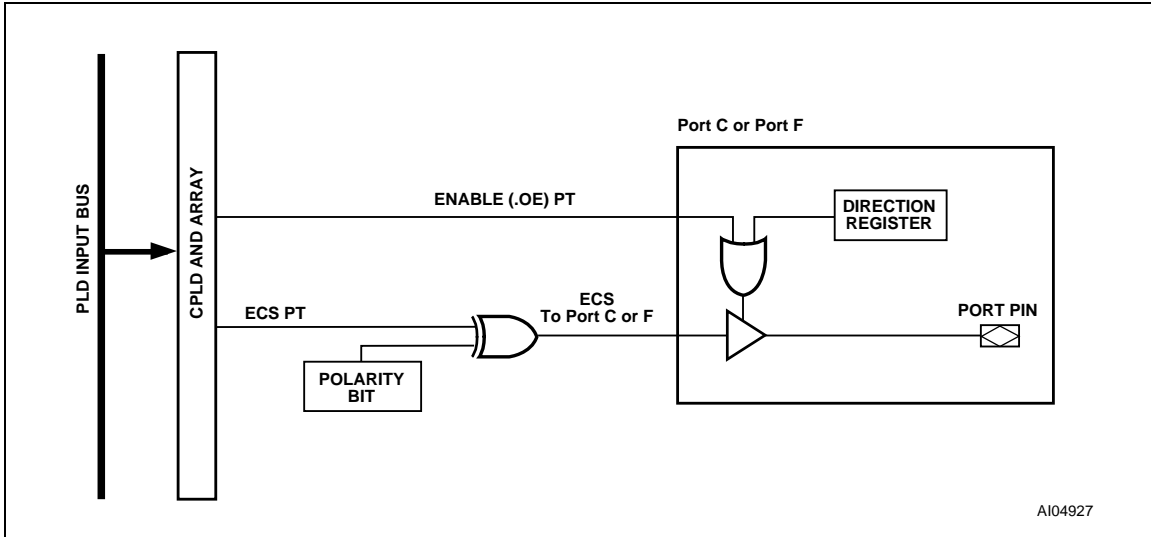 PLD INPUT BUS
CPLD AND ARRAY
Port C or Port F
ENABLE (.OE) PT
DIRECTION
REGISTER
ECS PT
ECS
To Port C or F
PORT PIN
POLARITY
BIT
AI04927